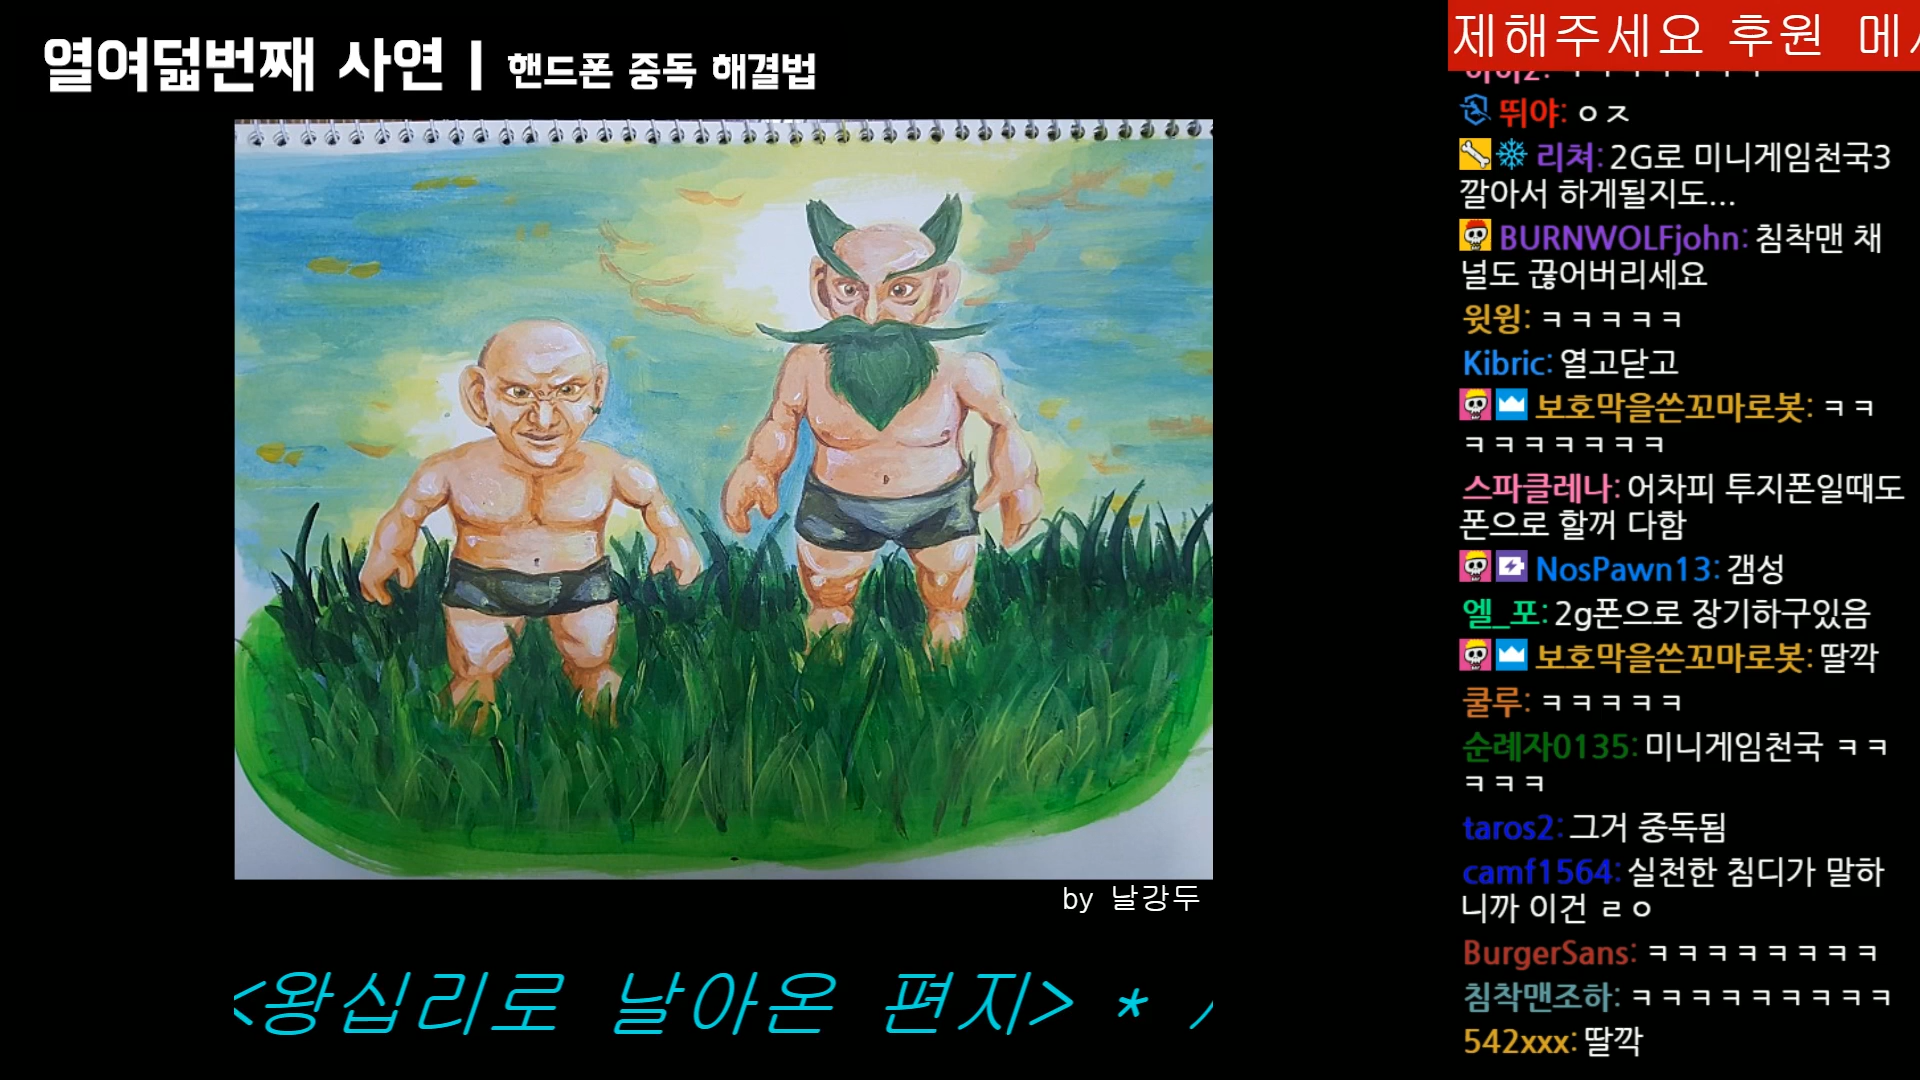 열여덟번째 사연 | 핸드폰 중독 해결법
제해주세요 후원 메
뛰야: ㅇㅈ
리쳐: 2G로 미니게임천국3
깔아서 하게될지도...
BURNWOLFjohn: 침착맨 채
널도 끊어버리세요
윗윙: ㅋㅋㅋㅋㅋ
Kibric: 열고닫고
보호막을쓴꼬마로봇: ㅋㅋ
ㅋㅋㅋㅋㅋㅋㅋ
스파클레나: 어차피 투지폰일때도
폰으로 할꺼 다함
NosPawn13: 갬성
엘_포: 2g폰으로 장기하구있음
보호막을쓴꼬마로봇: 딸깍
쿨루: ㅋㅋㅋㅋㅋ
순례자0135: 미니게임천국 ㅋㅋ
ㅋㅋㅋ
taros2: 그거 중독됨
camf1564: 실천한 침디가 말하
니까 이건 ㄹㅇ
BurgerSans: ㅋㅋㅋㅋㅋㅋㅋㅋ
침착맨조하: ㅋㅋㅋㅋㅋㅋㅋㅋㅋ
542xxx: 딸깍
by 날강두
<왕십리로 날아온 편지> *